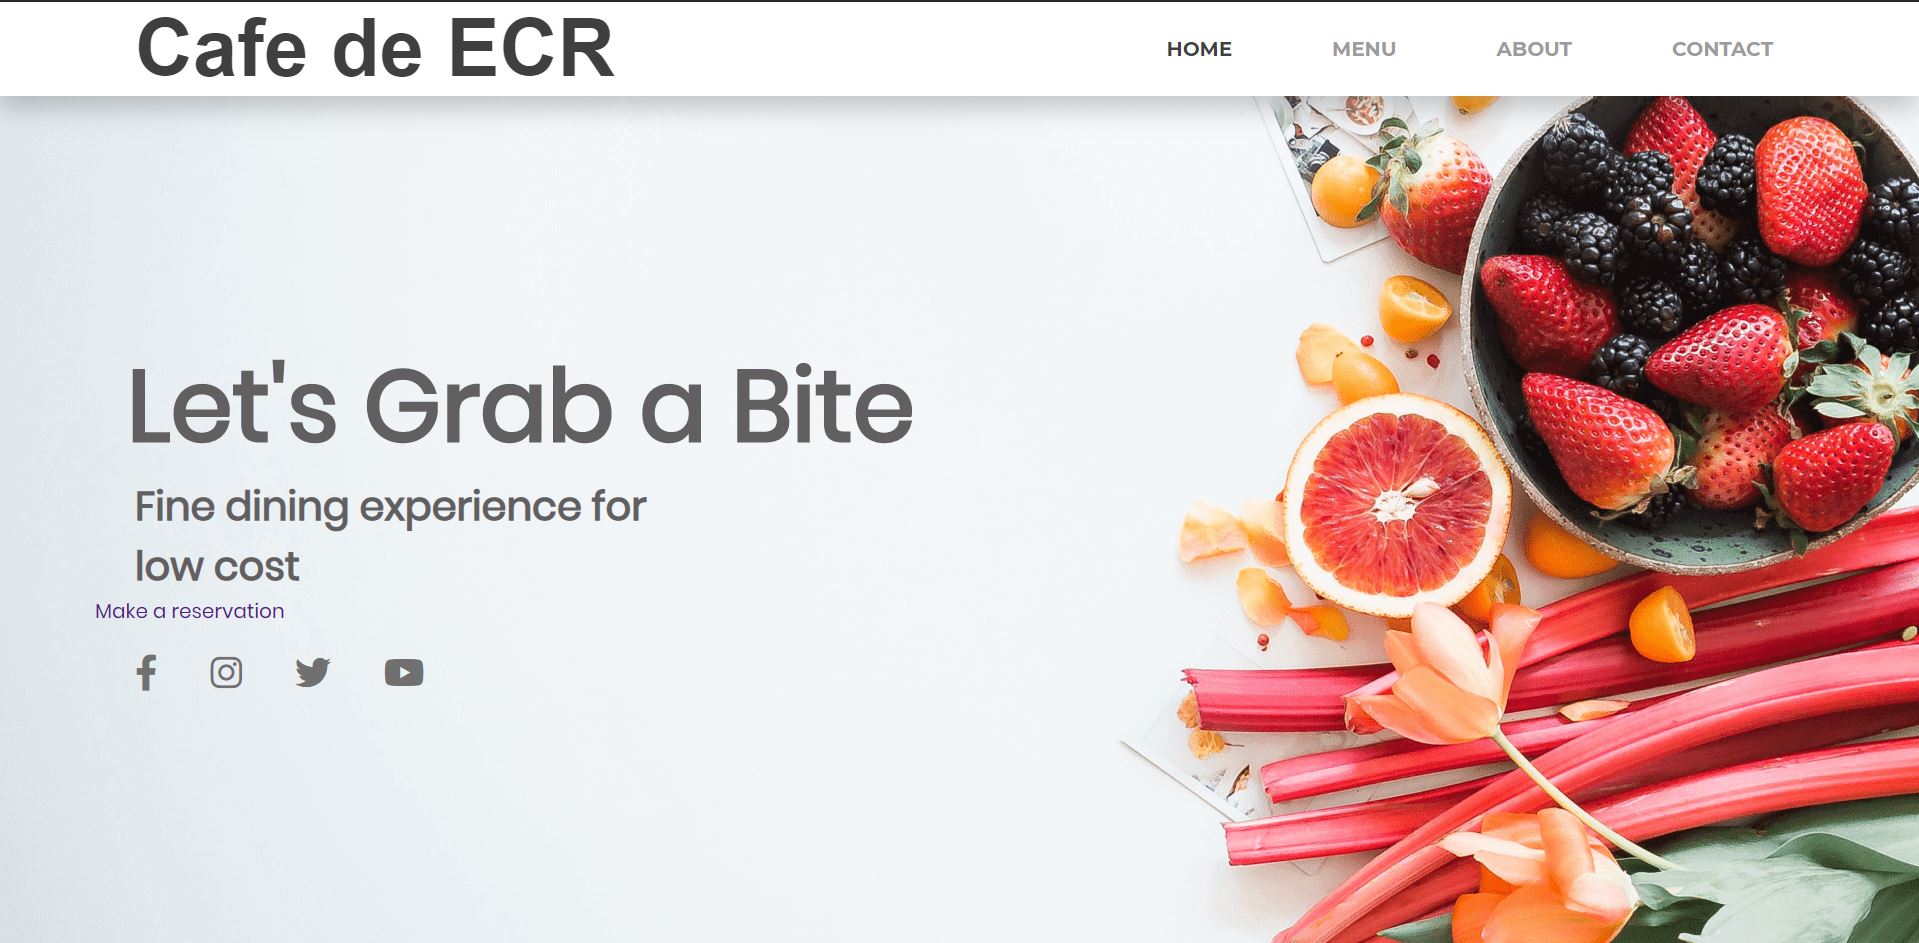 Cafe de ECR
HOME MENU ABOUT CONTACT
Let's Grab a Bite
Fine dining experience for
low cost
Make a reservation